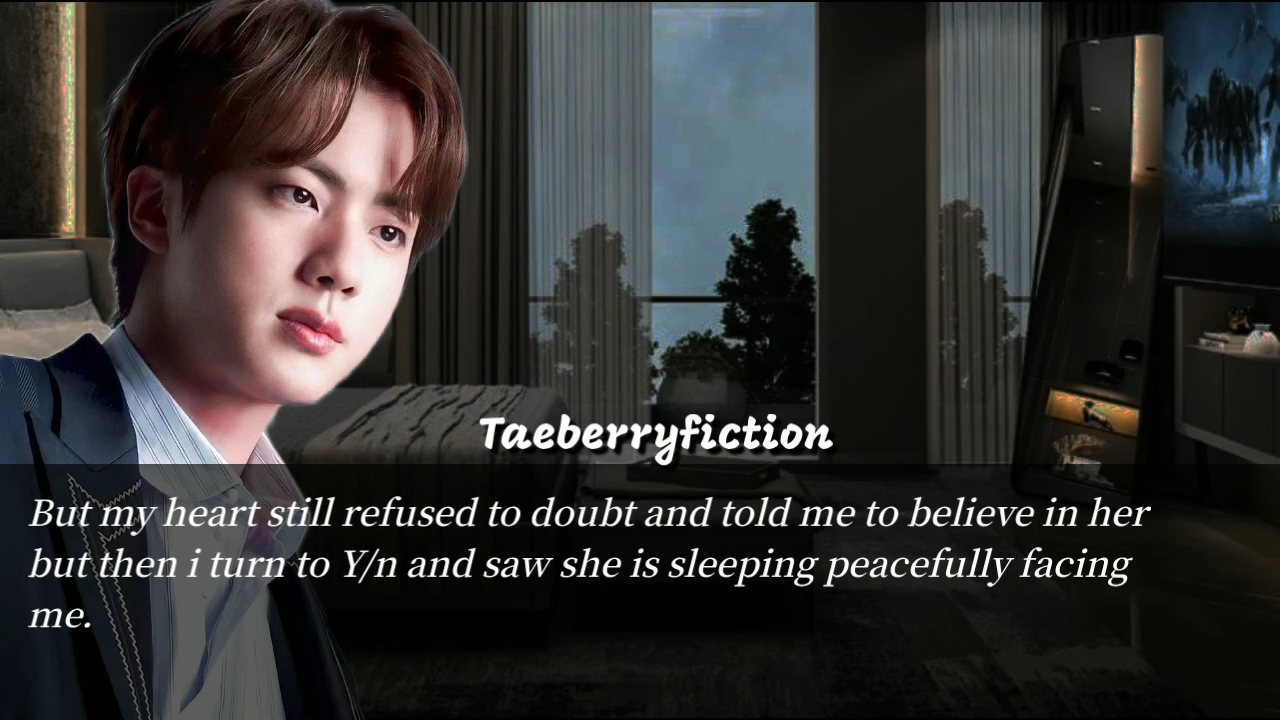 Taeberryfiction
But my heart still refused to doubt and told me to believe in her
but then i turn to Y/n and saw she is sleeping peacefully facing
me.